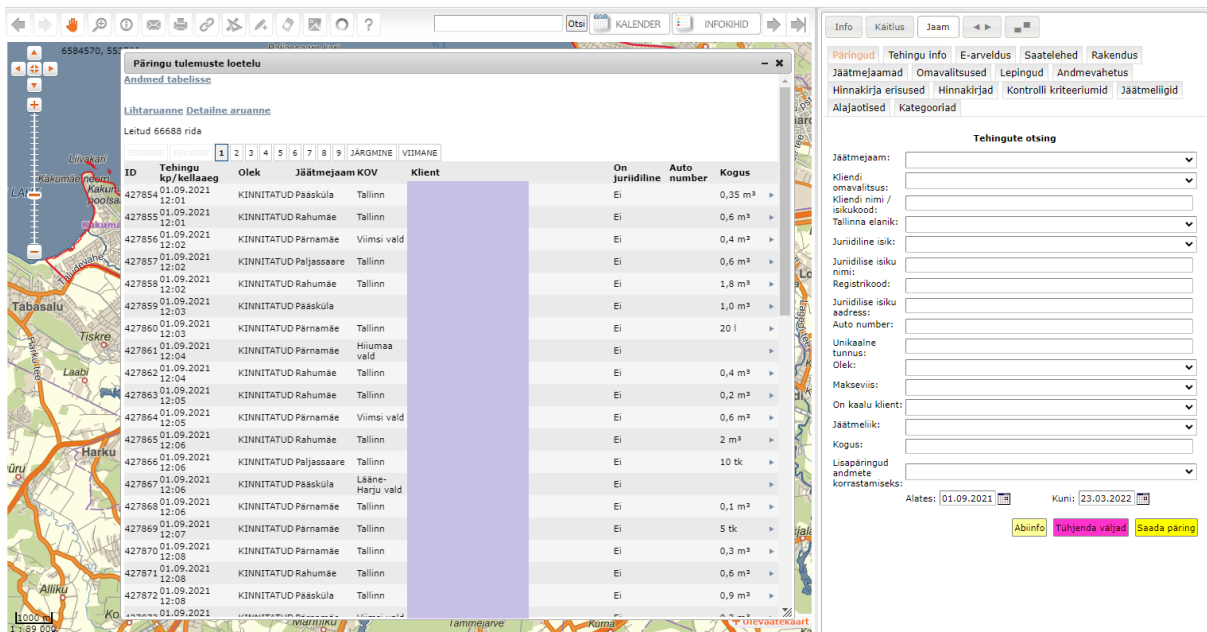 Otsi KALENDER INFOKIHID
6584570,
Päringu tulemuste loetelu
Andmed tabelisse
Lihtaruanne Detailne aruanne
Leitud 66688 rida
ESIMENE EELMINE 1 2 3 4 5 6 7 8 9 JÄRGMINE VIIMANE
ID Tehingu kp/kellaaeg Olek Jäätmejaam KOV Klient On juriidiline Auto number Kogus
427854 01.09.2021 12:01 KINNITATUD Pääsküla Tallinn Ei 0,35 m³
427855 01.09.2021 12:01 KINNITATUD Rahumäe Tallinn Ei 0,6 m³
427856 01.09.2021 12:02 KINNITATUD Pärnamäe Viimsi vald Ei 0,4 m³
427857 01.09.2021 12:02 KINNITATUD Paljassaare Tallinn Ei 0,6 m³
427858 01.09.2021 12:02 KINNITATUD Rahumäe Tallinn Ei 1,8 m³
427859 01.09.2021 12:03 KINNITATUD Pääsküla Ei 1,0 m³
427860 01.09.2021 12:03 KINNITATUD Pärnamäe Tallinn Ei 20 l
427861 01.09.2021 12:04 KINNITATUD Pärnamäe Hiiumaa vald Ei
427862 01.09.2021 12:04 KINNITATUD Rahumäe Tallinn Ei 0,4 m³
427863 01.09.2021 12:05 KINNITATUD Rahumäe Tallinn Ei 0,2 m³
427864 01.09.2021 12:05 KINNITATUD Pärnamäe Viimsi vald Ei 0,6 m³
427865 01.09.2021 12:06 KINNITATUD Rahumäe Tallinn Ei 2 m³
427866 01.09.2021 12:06 KINNITATUD Paljassaare Tallinn Ei 10 tk
427867 01.09.2021 12:06 KINNITATUD Pääsküla Lääne-Harju vald Ei
427868 01.09.2021 12:06 KINNITATUD Pärnamäe Tallinn Ei 0,1 m³
427869 01.09.2021 12:07 KINNITATUD Pärnamäe Tallinn Ei 5 tk
427870 01.09.2021 12:08 KINNITATUD Pärnamäe Tallinn Ei 0,3 m³
427871 01.09.2021 12:08 KINNITATUD Rahumäe Tallinn Ei 0,6 m³
427872 01.09.2021 12:08 KINNITATUD Pääsküla Tallinn Ei 0,9 m³
01.09.2021
Liivakari
Kakumäe neem
Tabasalu
Tiskre
Laabi
Harku
Harku tee
Alliku
1000 m
1 : 89 000
Männiku
Tammejärve
Kurna
+ Ülevaatekaart
Info Käitlus Jaam
Päringud Tehingu info E-arveldus Saatelehed Rakendus
Jäätmejaamad Omavalitsused Lepingud Andmevahetus
Hinnakirja erisused Hinnakirjad Kontrolli kriteeriumid Jäätmeliigid
Alajaotised Kategooriad
Tehingute otsing
Jäätmejaam:
Kliendi
omavalitsus:
Kliendi nimi /
isikukood:
Tallinna elanik:
Juriidiline isik:
Juriidilise isiku
nimi:
Registrikood:
Juriidilise isiku
aadress:
Auto number:
Unikaalne
tunnus:
Olek:
Makseviis:
On kaalu klient:
Jäätmeliik:
Kogus:
Lisapäringud
andmete
korrastamiseks:
Alates: 01.09.2021 Kuni: 23.03.2022
Abiinfo Tühjenda väljad Saada päring